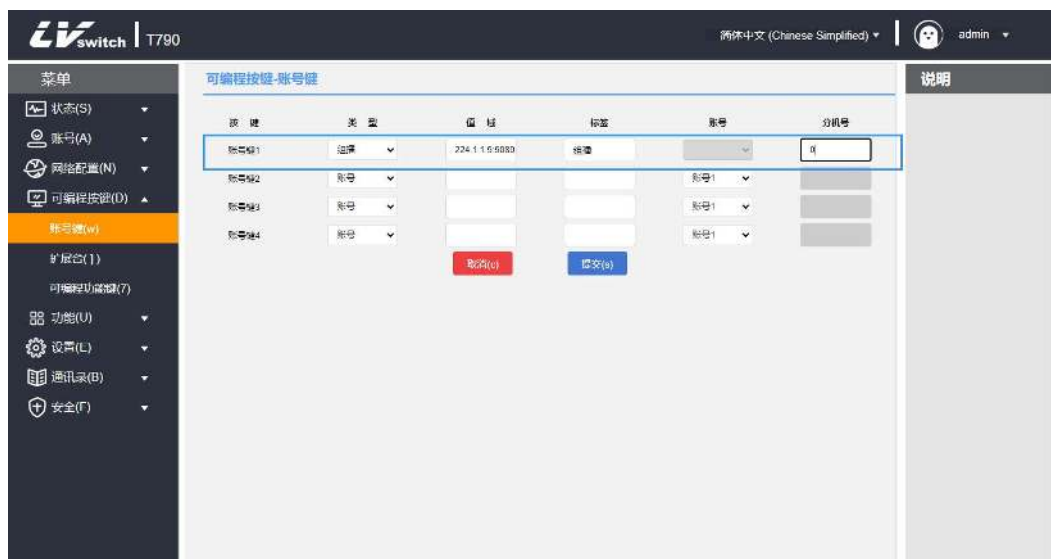 LVswitch T790
简体中文 (Chinese Simplified)
admin
菜单
状态(S)
账号(A)
网络配置(N)
可编程按键(D)
账号键(w)
扩展台(1)
可编程功能键(7)
功能(U)
设置(E)
通讯录(B)
安全(F)
可编程按键-账号键
按 键 类 型 值 域 标签 账号 分机号
账号键1 组播 224.1.1.9:5080 组播 0
账号键2 账号 账号1
账号键3 账号 账号1
账号键4 账号 账号1
取消(c) 提交(s)
说明